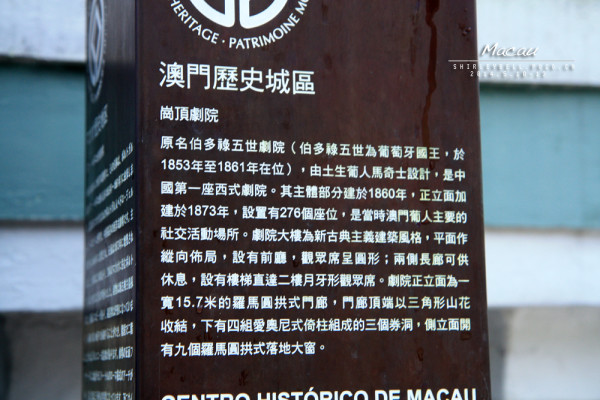 HERITAGE · PATRIMOINE M
Macau
澳門歷史城區
崗頂劇院
原名伯多祿五世劇院（伯多祿五世為葡萄牙國王，於
1853年至1861年在位），由土生葡人馬奇士設計，是中
國第一座西式劇院。其主體部分建於1860年，正立面加
建於1873年，設置有276個座位，是當時澳門葡人主要的
社交活動場所。劇院大樓為新古典主義建築風格，平面作
縱向佈局，設有前廳，觀眾席呈圓形；兩側長廊可供
休息，設有樓梯直達二樓月牙形觀眾席。劇院正立面為一
寬15.7米的羅馬圓拱式門廊，門廊頂端以三角形山花
收結，下有四組愛奧尼式倚柱組成的三個券洞，側立面開
有九個羅馬圓拱式落地大窗。
CENTRO HISTÓRICO DE MACAU